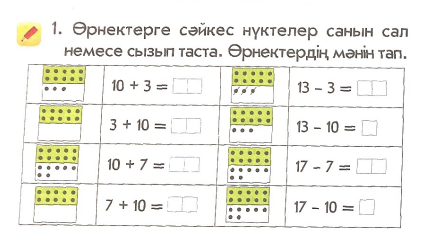 1. Өрнектерге сәйкес нүктелер санын сал
немесе сызып таста. Өрнектердің мәнін тап.
10 + 3 =
13 – 3 =
3 + 10 =
13 – 10 =
10 + 7 =
17 – 7 =
7 + 10 =
17 – 10 =